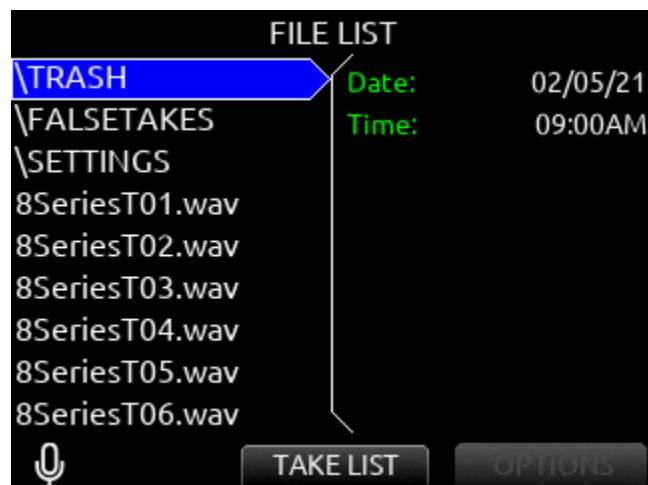 FILE LIST
\TRASH
\FALSETAKES
\SETTINGS
8SeriesT01.wav
8SeriesT02.wav
8SeriesT03.wav
8SeriesT04.wav
8SeriesT05.wav
8SeriesT06.wav
Date: 02/05/21
Time: 09:00AM
TAKE LIST
OPTIONS